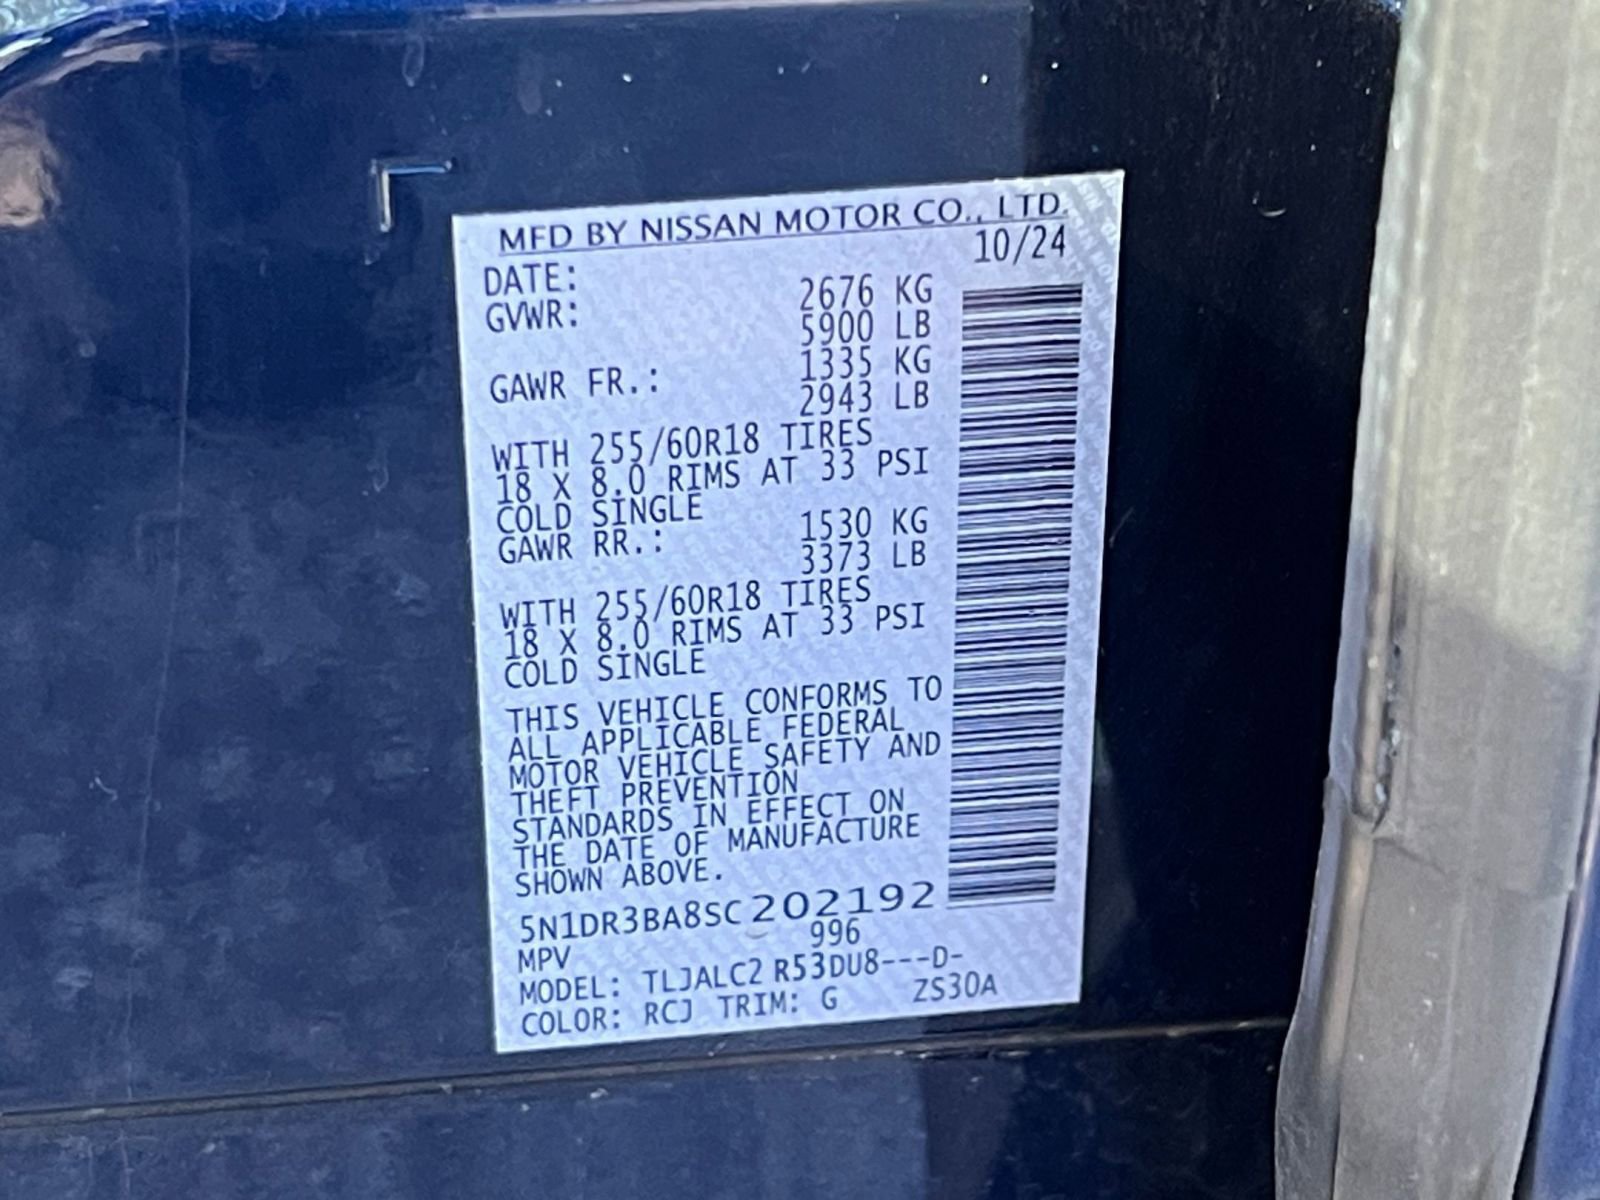 MFD BY NISSAN MOTOR CO., LTD.
DATE: 10/24
GVWR: 2676 KG
5900 LB
GAWR FR.: 1335 KG
2943 LB
WITH 255/60R18 TIRES
18 X 8.0 RIMS AT 33 PSI
COLD SINGLE
GAWR RR.: 1530 KG
3373 LB
WITH 255/60R18 TIRES
18 X 8.0 RIMS AT 33 PSI
COLD SINGLE
THIS VEHICLE CONFORMS TO
ALL APPLICABLE FEDERAL
MOTOR VEHICLE SAFETY AND
THEFT PREVENTION
STANDARDS IN EFFECT ON
THE DATE OF MANUFACTURE
SHOWN ABOVE.
5N1DR3BA8SC202192
MPV 996
MODEL: TLJALC2 R53DU8---D-
COLOR: RCJ TRIM: G ZS30A